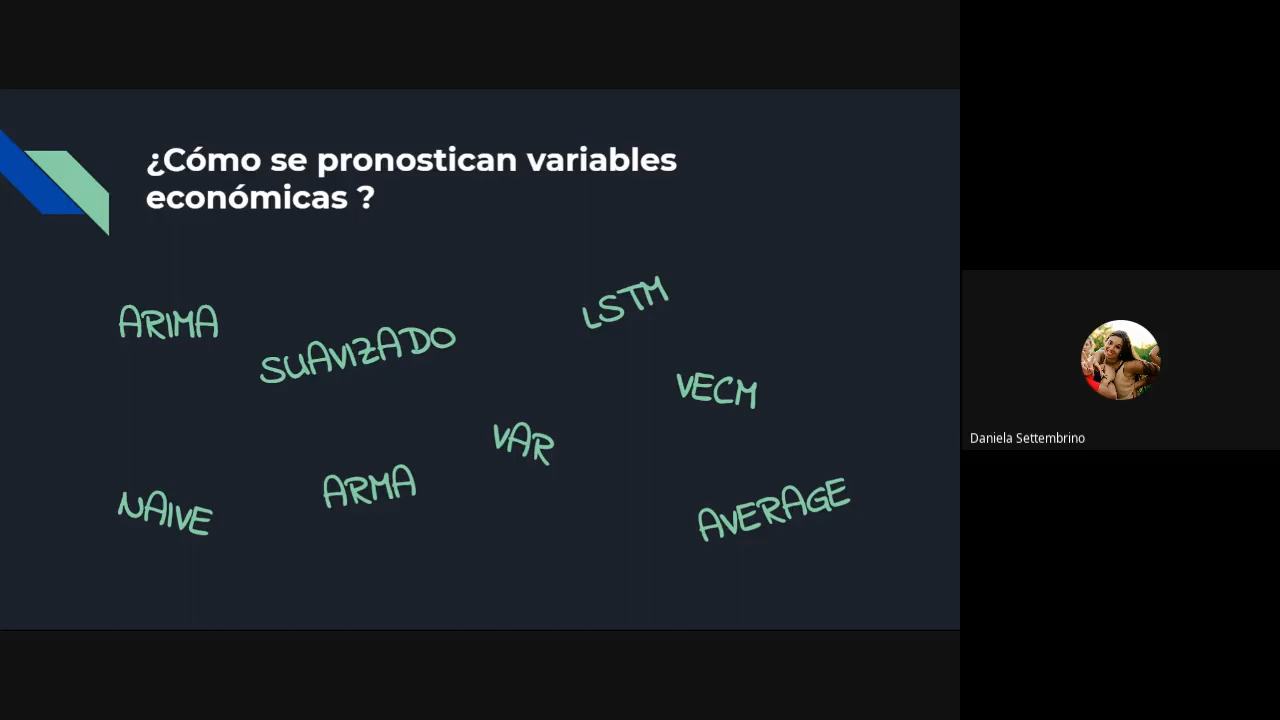 ¿Cómo se pronostican variables
económicas ?
LSTM
ARIMA
SUAVIZADO
VECM
VAR
ARMA
NAIVE
AVERAGE
Daniela Settembrino